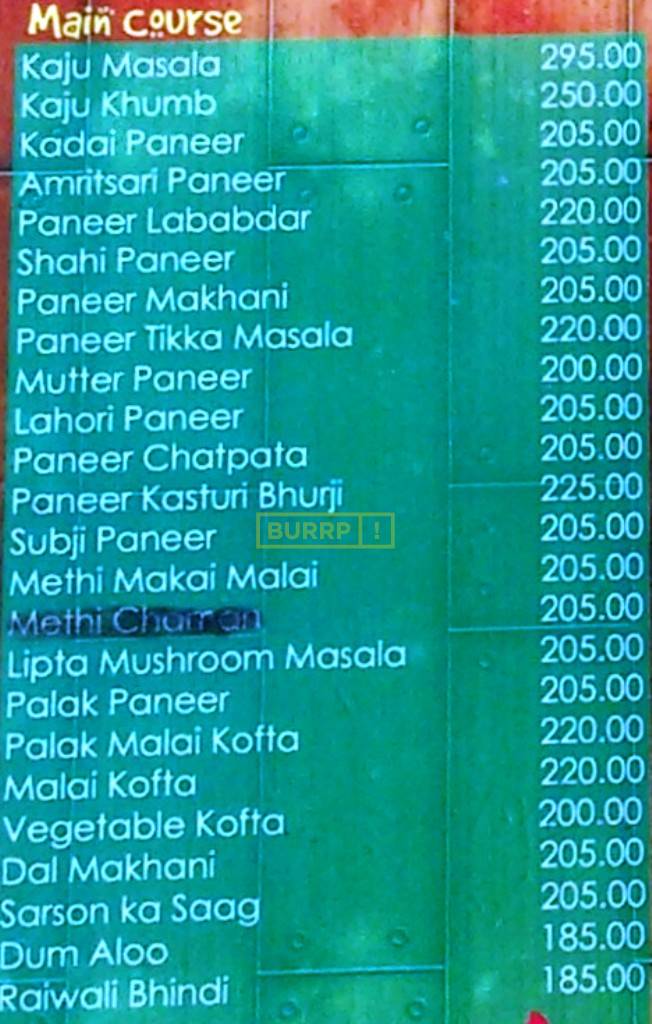 Main Course
Kaju Masala 295.00
Kaju Khumb 250.00
Kadai Paneer 205.00
Amritsari Paneer 205.00
Paneer Lababdar 220.00
Shahi Paneer 205.00
Paneer Makhani 205.00
Paneer Tikka Masala 220.00
Mutter Paneer 200.00
Lahori Paneer 205.00
Paneer Chatpata 205.00
Paneer Kasturi Bhurji 225.00
BURRP !
Subji Paneer 205.00
Methi Makai Malai 205.00
Methi Chaman 205.00
Lipta Mushroom Masala 205.00
Palak Paneer 205.00
Palak Malai Kofta 220.00
Malai Kofta 220.00
Vegetable Kofta 200.00
Dal Makhani 205.00
Sarson ka Saag 205.00
Dum Aloo 185.00
Raiwali Bhindi 185.00